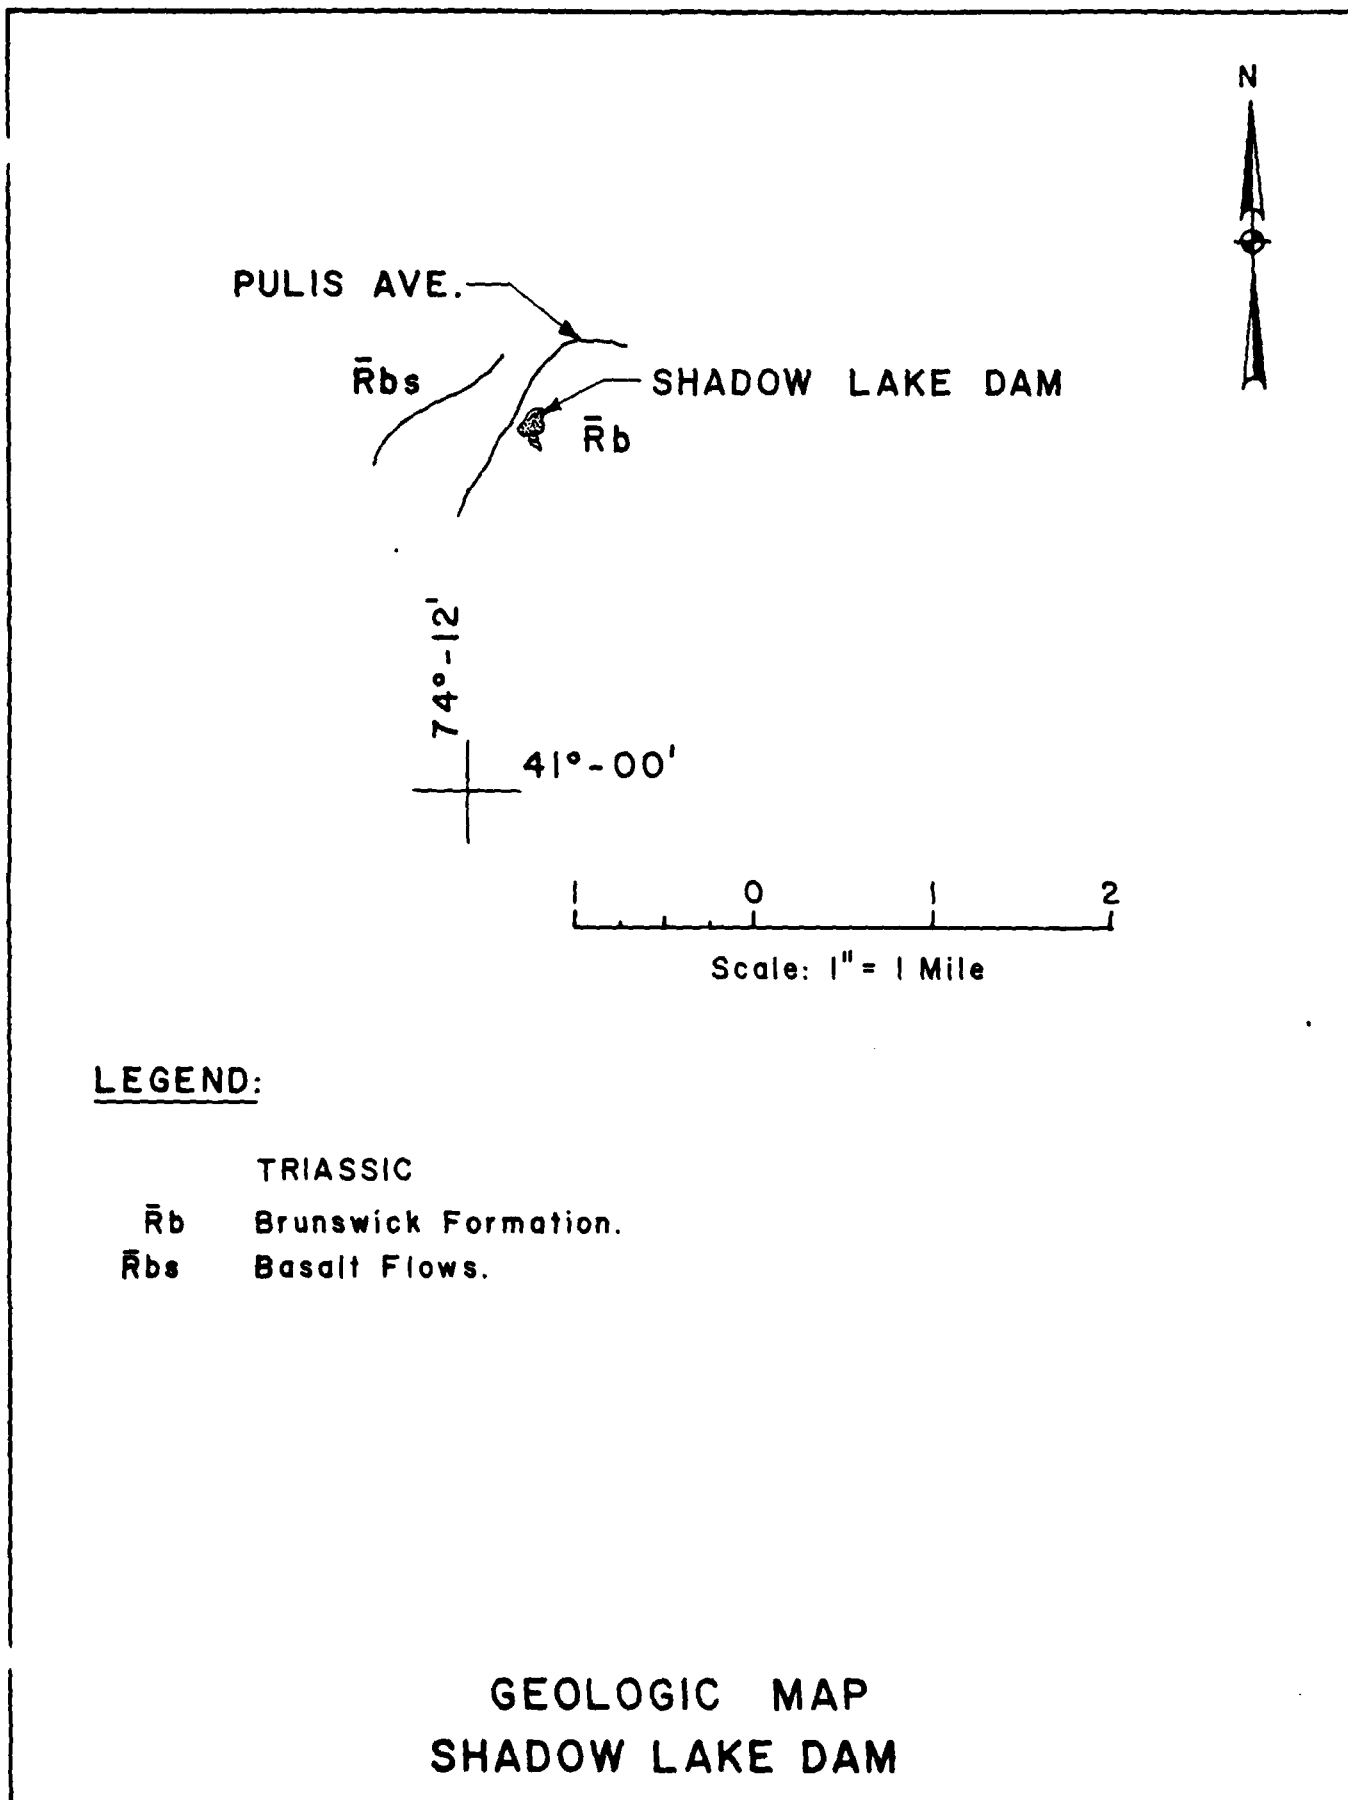 N
PULIS AVE.
R̄bs
SHADOW LAKE DAM
R̄b
74°-12'
41°-00'
1 0 1 2
Scale: 1" = 1 Mile
LEGEND:
TRIASSIC
R̄b Brunswick Formation.
R̄bs Basalt Flows.
GEOLOGIC MAP
SHADOW LAKE DAM